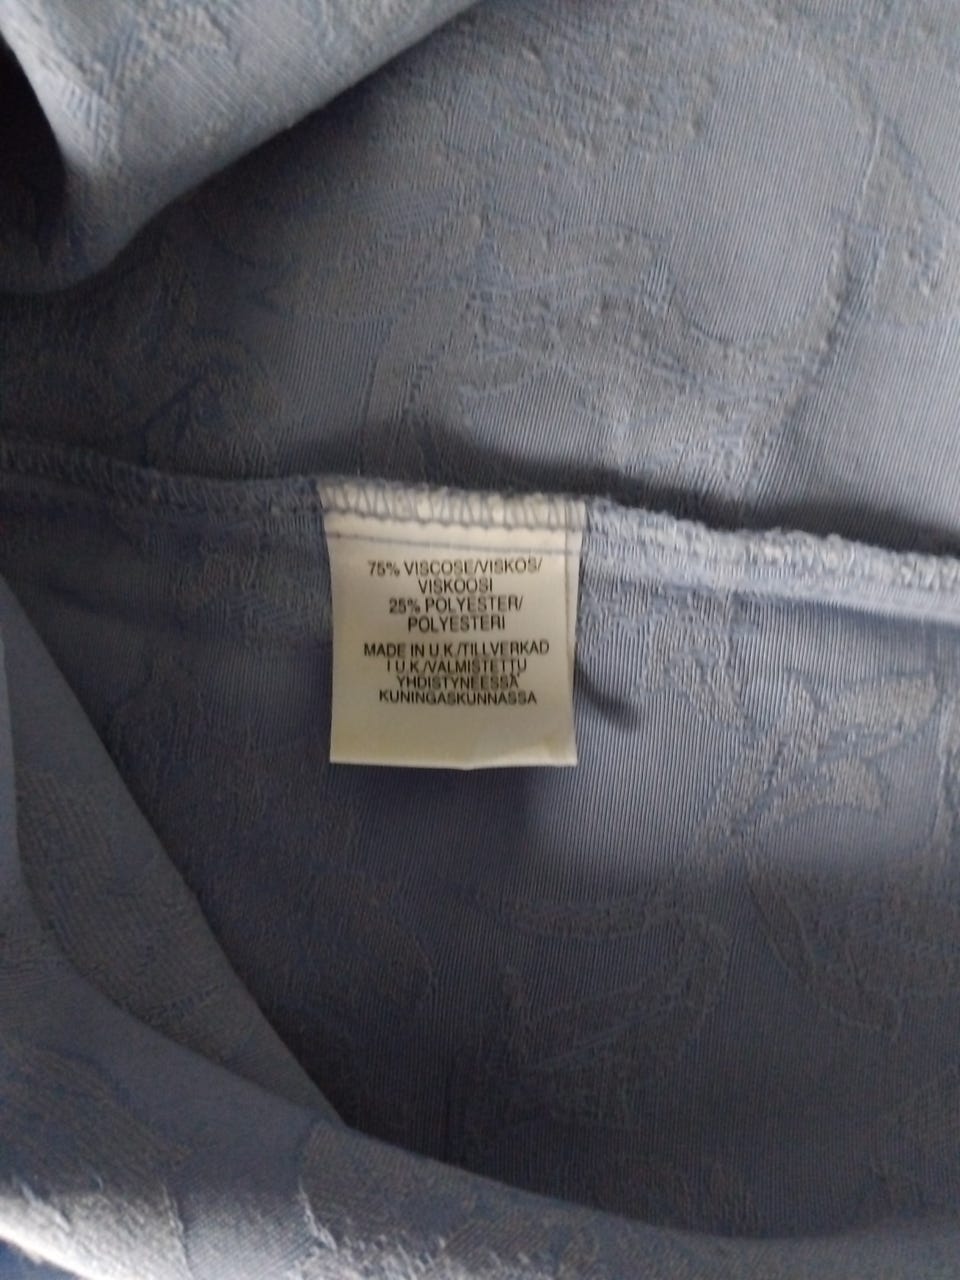 75% VISCOSE/VISKOS/
VISKOOSI
25% POLYESTER/
POLYESTERI
MADE IN U.K./TILLVERKAD
I U.K./VALMISTETTU
YHDISTYNEESSÄ
KUNINGASKUNNASSA